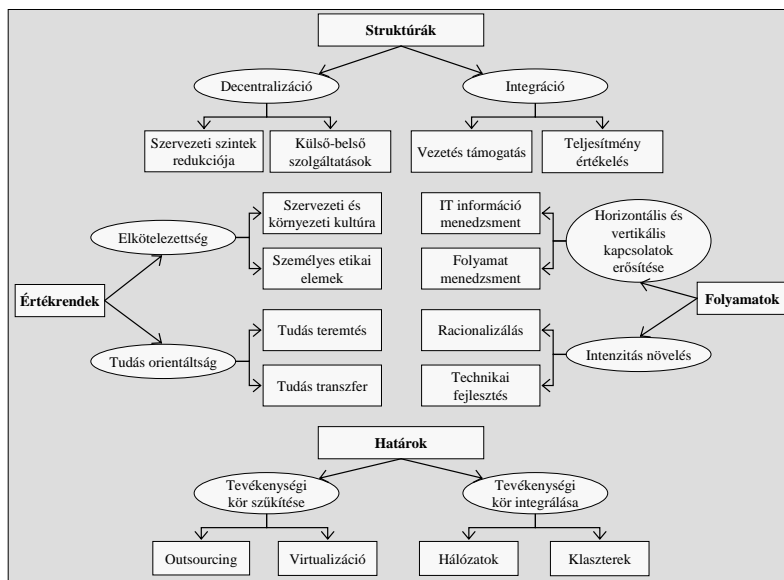 Struktúrák
Decentralizáció
Integráció
Szervezeti szintek
redukciója
Külső-belső
szolgáltatások
Vezetés támogatás
Teljesítmény
értékelés
Értékrendek
Elkötelezettség
Szervezeti és
környezeti kultúra
Személyes etikai
elemek
Tudás orientáltság
Tudás teremtés
Tudás transzfer
IT információ
menedzsment
Folyamat
menedzsment
Horizontális és
vertikális
kapcsolatok
erősítése
Folyamatok
Racionalizálás
Technikai
fejlesztés
Intenzitás növelés
Határok
Tevékenységi
kör szűkítése
Tevékenységi
kör integrálása
Outsourcing
Virtualizáció
Hálózatok
Klaszterek